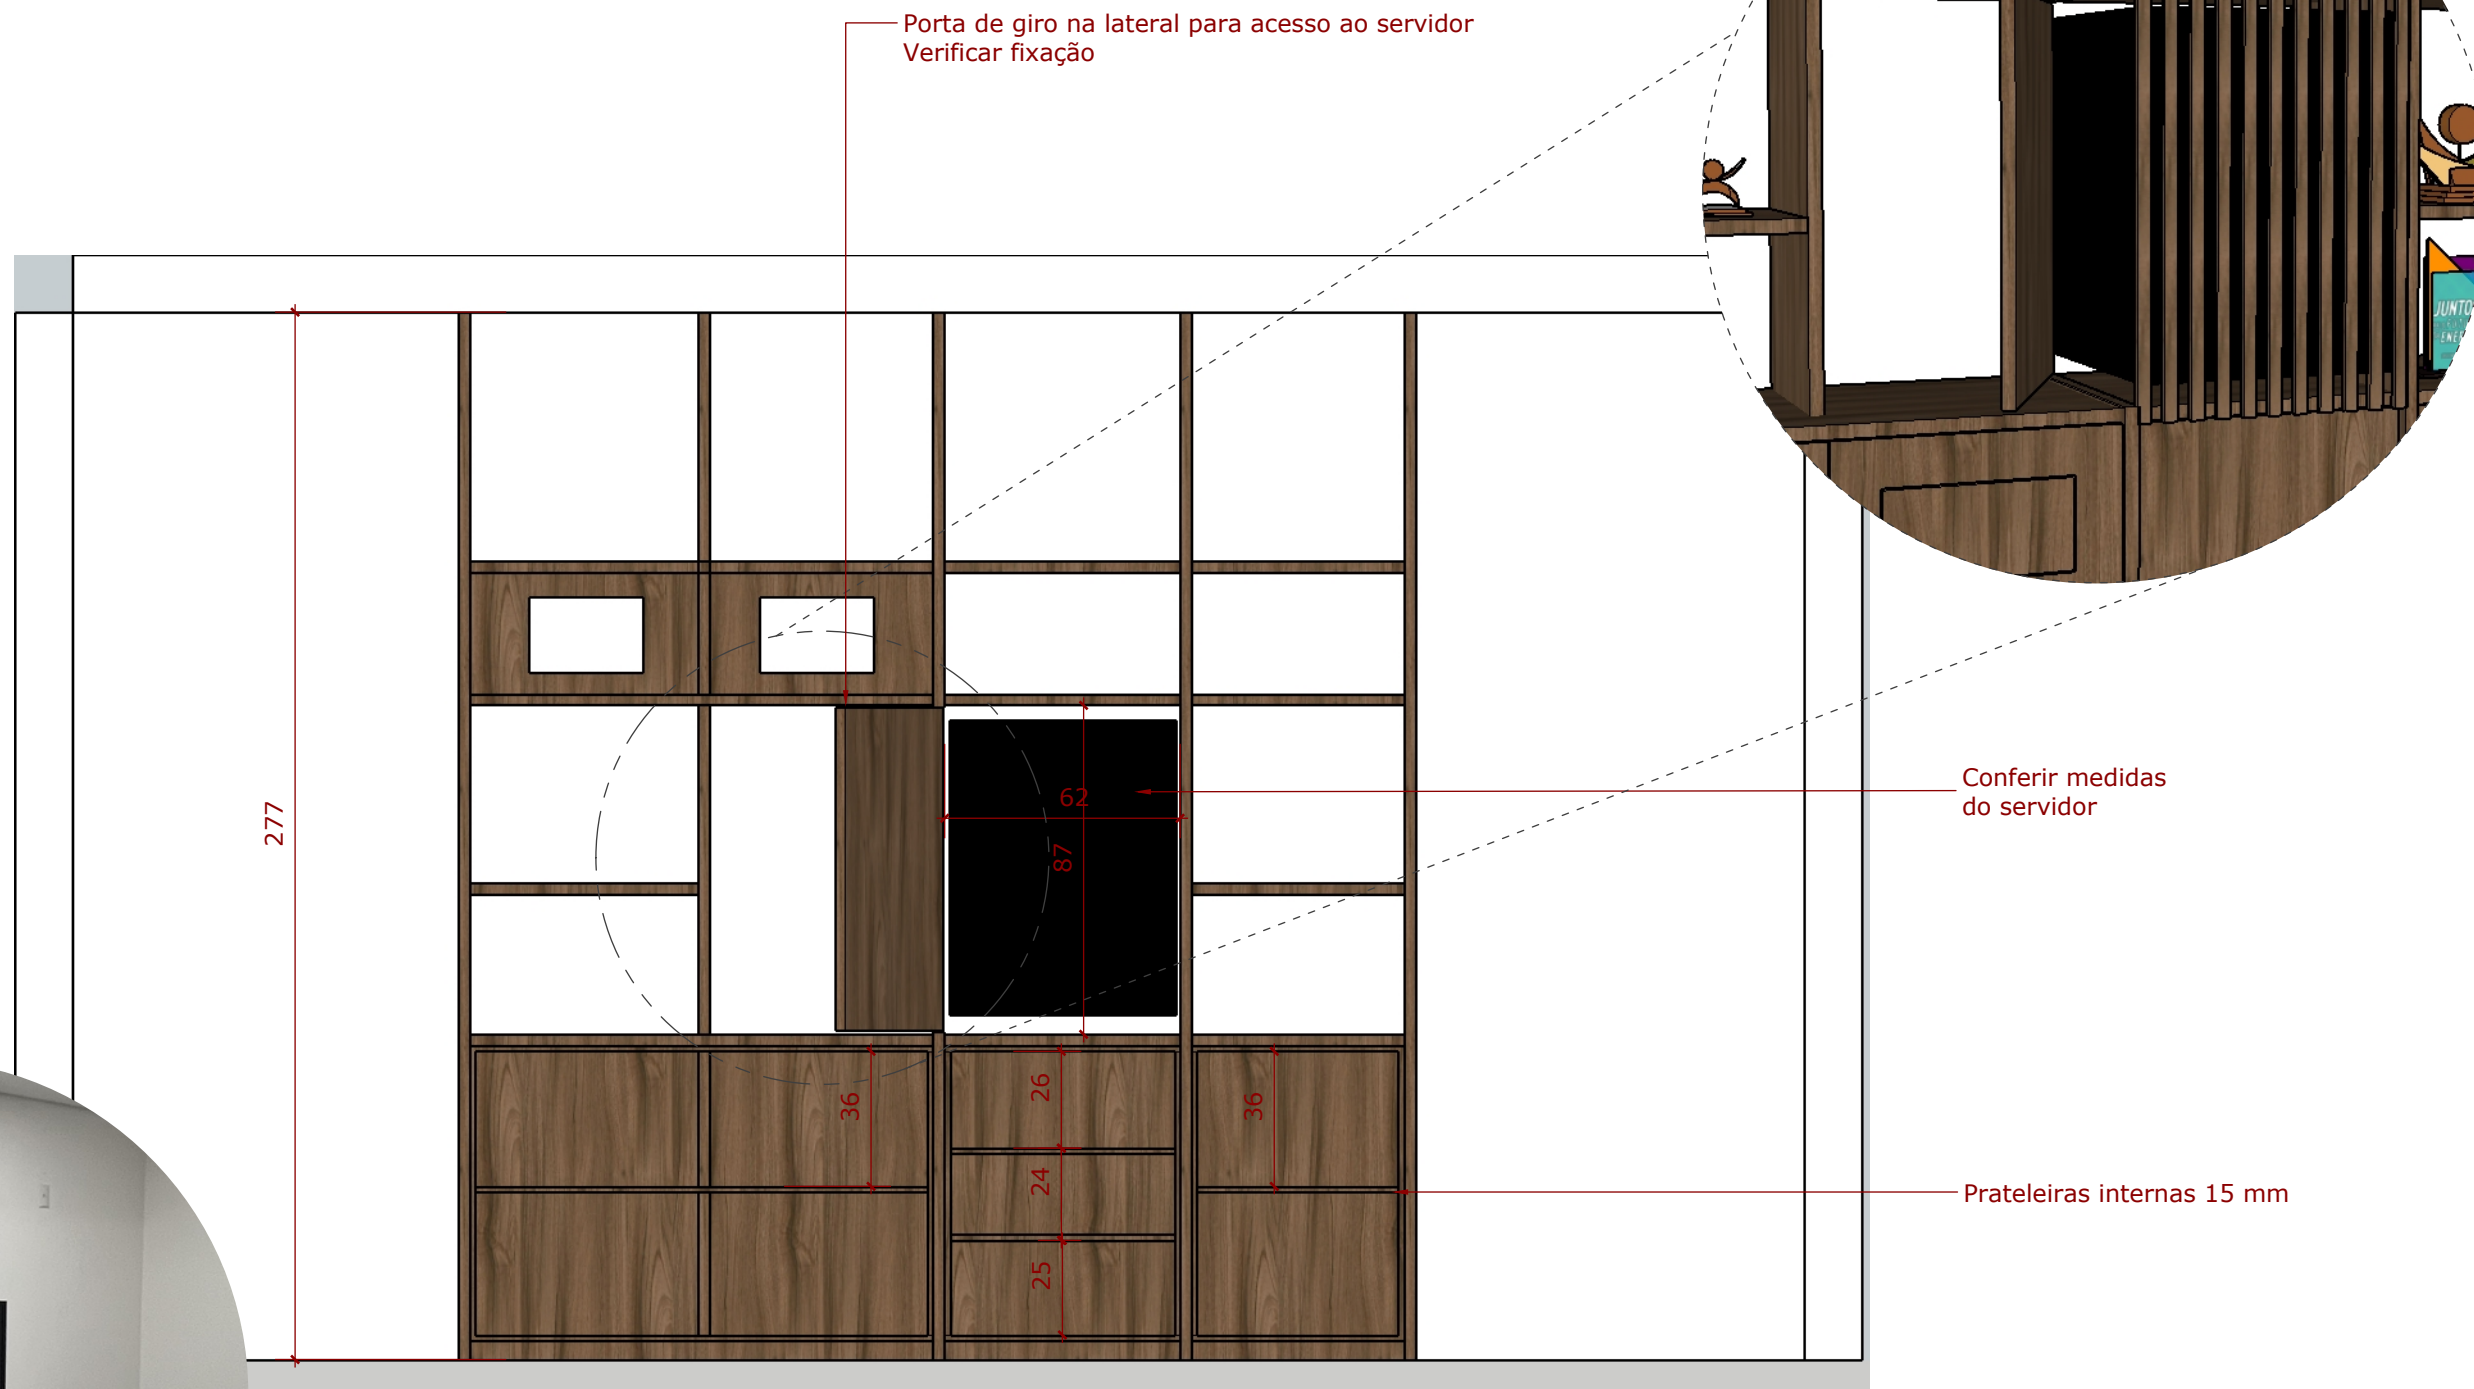 Porta de giro na lateral para acesso ao servidor
Verificar fixação
JUNTO
ENE
277
62
87
Conferir medidas
do servidor
36
26
36
24
25
Prateleiras internas 15 mm